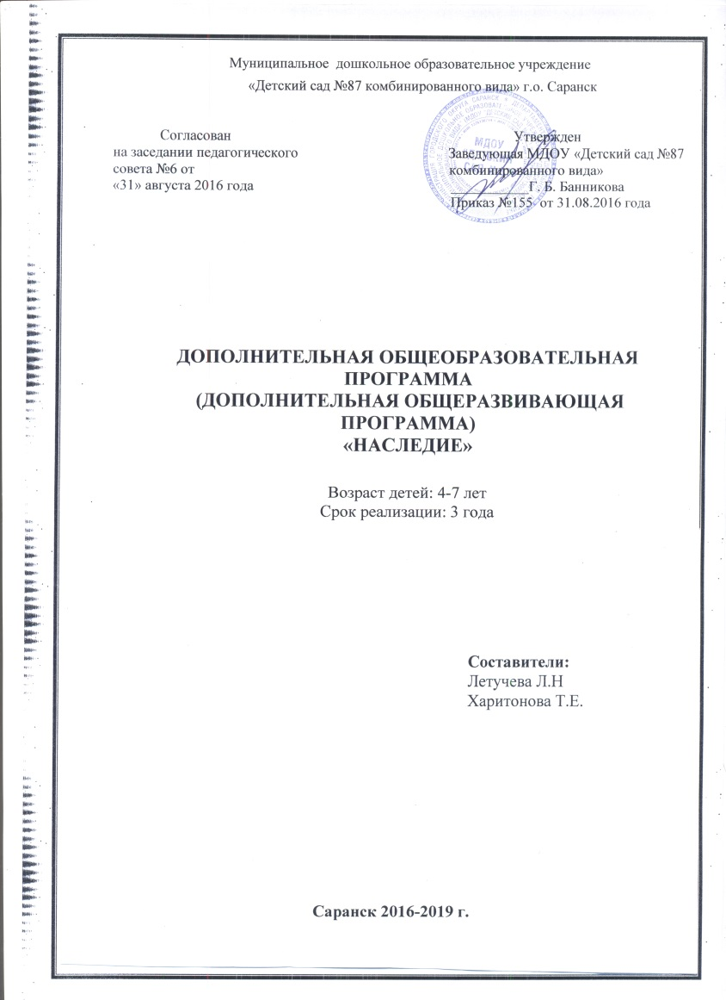 Муниципальное дошкольное образовательное учреждение
«Детский сад №87 комбинированного вида» г.о. Саранск
Согласован
на заседании педагогического
совета №6 от
«31» августа 2016 года
Утвержден
Заведующая МДОУ «Детский сад №87
комбинированного вида»
___________Г. Б. Банникова
Приказ №155 от 31.08.2016 года
МДОУ
ДОПОЛНИТЕЛЬНАЯ ОБЩЕОБРАЗОВАТЕЛЬНАЯ
ПРОГРАММА
(ДОПОЛНИТЕЛЬНАЯ ОБЩЕРАЗВИВАЮЩАЯ
ПРОГРАММА)
«НАСЛЕДИЕ»
Возраст детей: 4-7 лет
Срок реализации: 3 года
Составители:
Летучева Л.Н
Харитонова Т.Е.
Саранск 2016-2019 г.